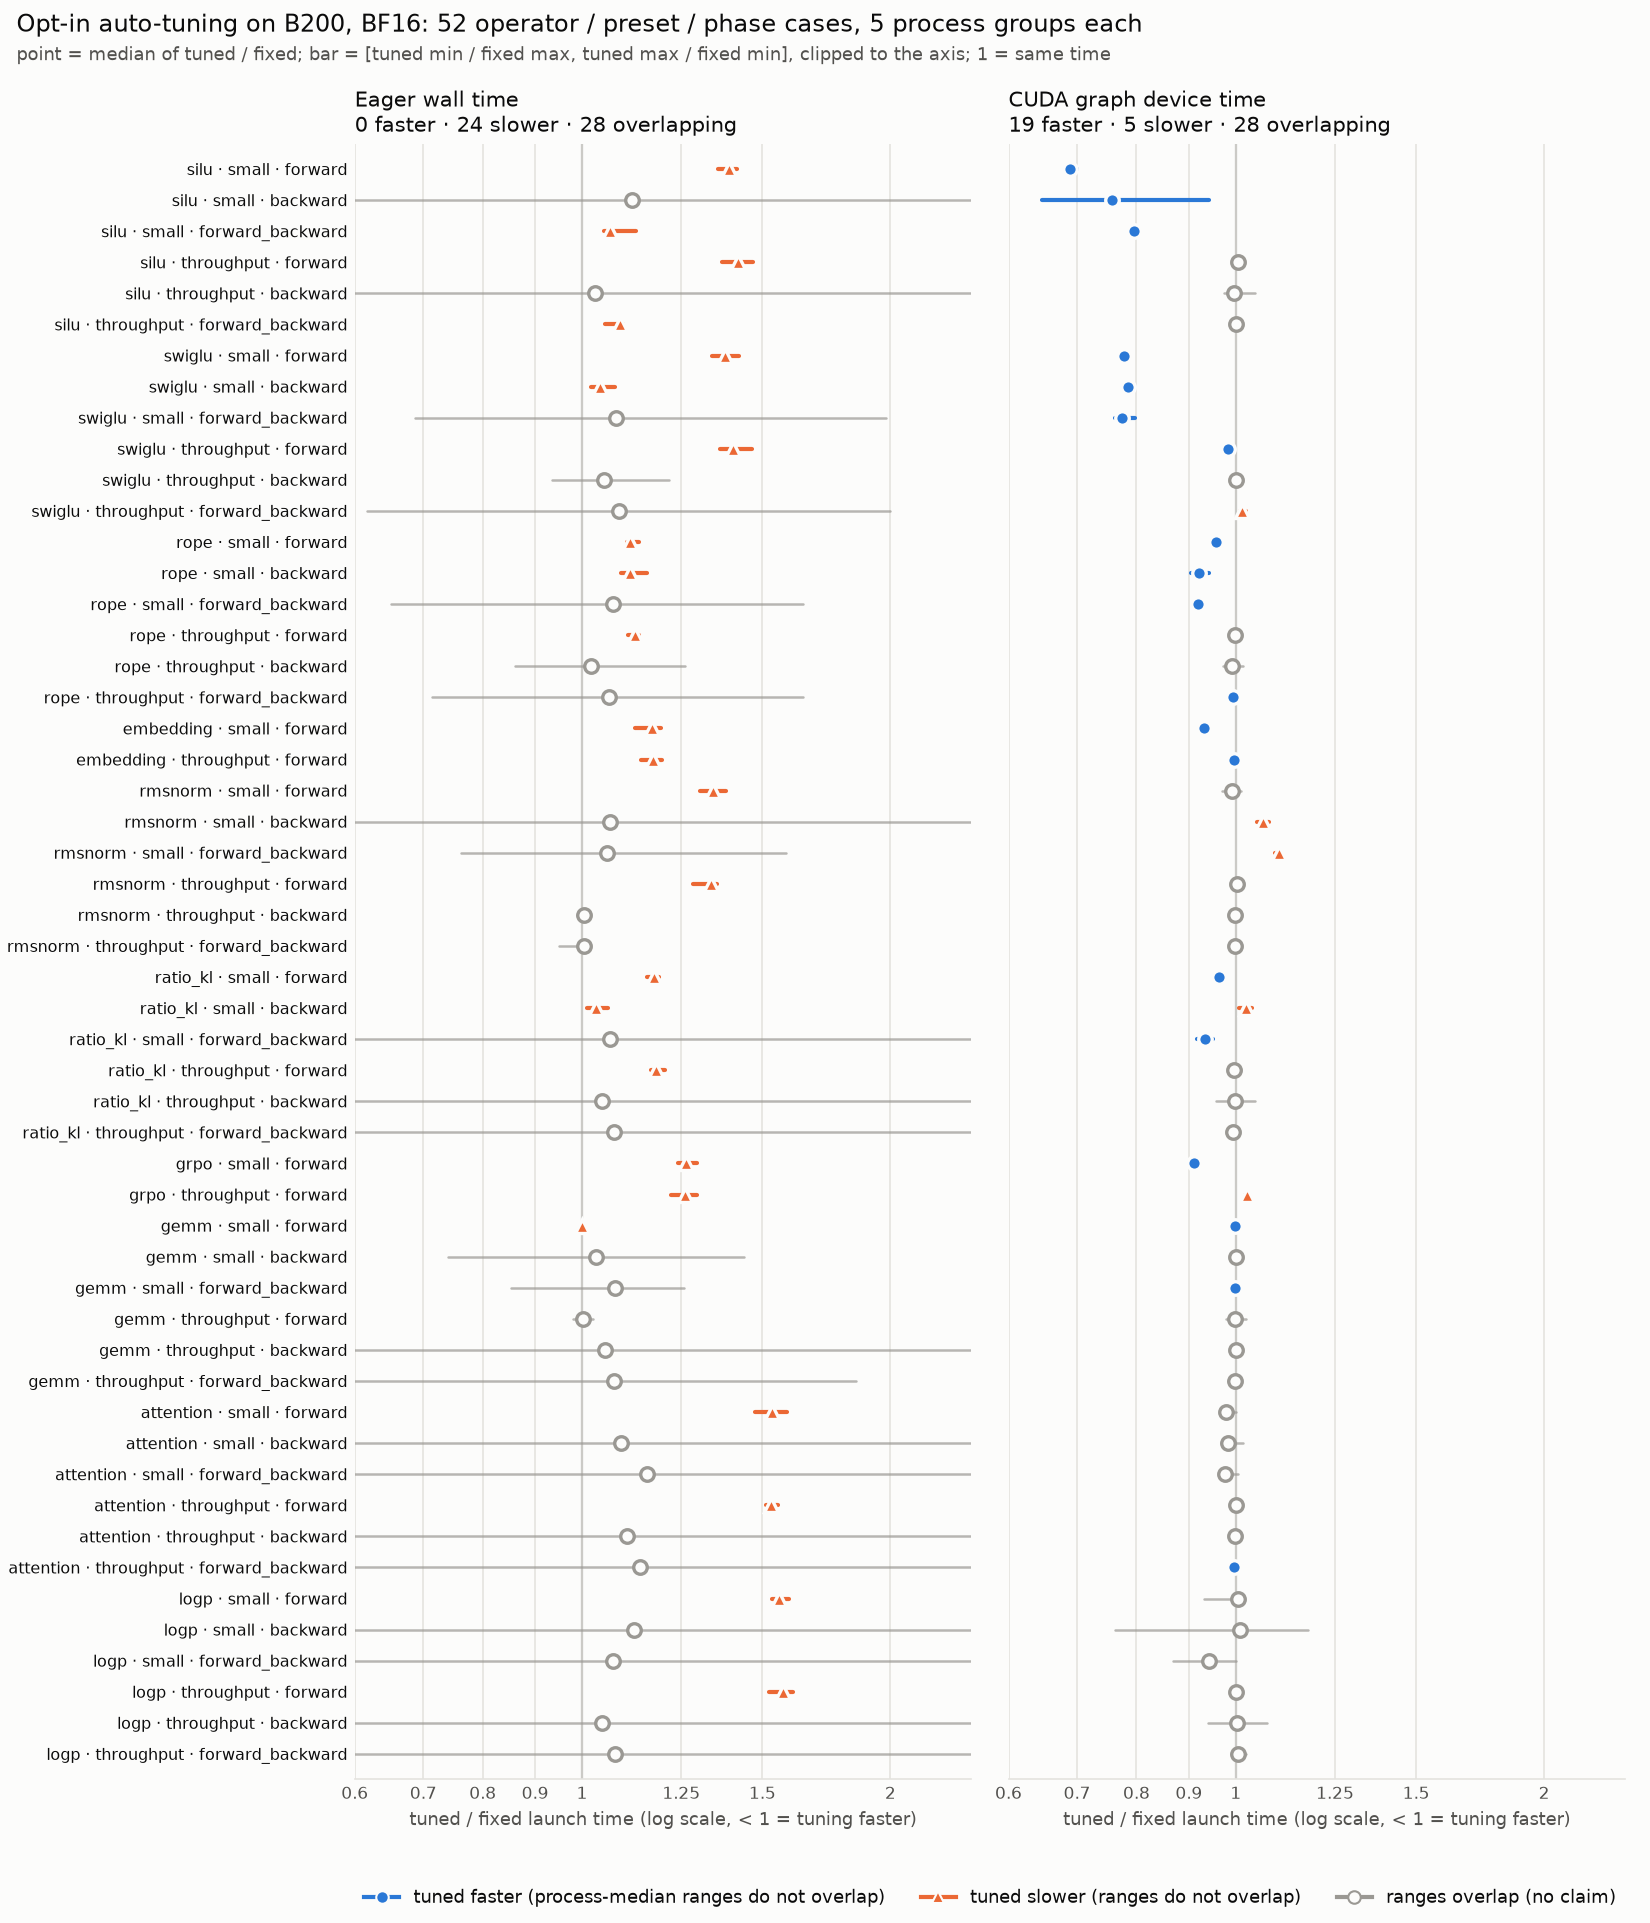 Opt-in auto-tuning on B200, BF16: 52 operator / preset / phase cases, 5 process groups each
point = median of tuned / fixed; bar = [tuned min / fixed max, tuned max / fixed min], clipped to the axis; 1 = same time
Eager wall time
0 faster · 24 slower · 28 overlapping
CUDA graph device time
19 faster · 5 slower · 28 overlapping
silu · small · forward
silu · small · backward
silu · small · forward_backward
silu · throughput · forward
silu · throughput · backward
silu · throughput · forward_backward
swiglu · small · forward
swiglu · small · backward
swiglu · small · forward_backward
swiglu · throughput · forward
swiglu · throughput · backward
swiglu · throughput · forward_backward
rope · small · forward
rope · small · backward
rope · small · forward_backward
rope · throughput · forward
rope · throughput · backward
rope · throughput · forward_backward
embedding · small · forward
embedding · throughput · forward
rmsnorm · small · forward
rmsnorm · small · backward
rmsnorm · small · forward_backward
rmsnorm · throughput · forward
rmsnorm · throughput · backward
rmsnorm · throughput · forward_backward
ratio_kl · small · forward
ratio_kl · small · backward
ratio_kl · small · forward_backward
ratio_kl · throughput · forward
ratio_kl · throughput · backward
ratio_kl · throughput · forward_backward
grpo · small · forward
grpo · throughput · forward
gemm · small · forward
gemm · small · backward
gemm · small · forward_backward
gemm · throughput · forward
gemm · throughput · backward
gemm · throughput · forward_backward
attention · small · forward
attention · small · backward
attention · small · forward_backward
attention · throughput · forward
attention · throughput · backward
attention · throughput · forward_backward
logp · small · forward
logp · small · backward
logp · small · forward_backward
logp · throughput · forward
logp · throughput · backward
logp · throughput · forward_backward
0.6 0.7 0.8 0.9 1 1.25 1.5 2
tuned / fixed launch time (log scale, < 1 = tuning faster)
0.6 0.7 0.8 0.9 1 1.25 1.5 2
tuned / fixed launch time (log scale, < 1 = tuning faster)
tuned faster (process-median ranges do not overlap)
tuned slower (ranges do not overlap)
ranges overlap (no claim)